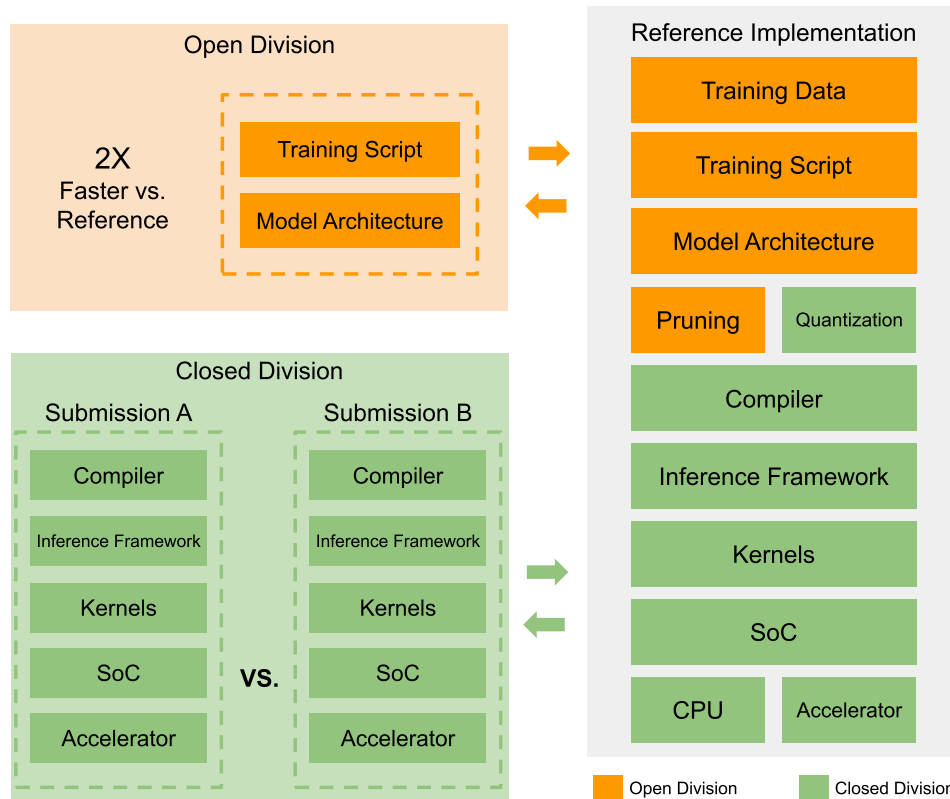 Open Division
2X
Faster vs.
Reference
Training Script
Model Architecture
Closed Division
Submission A
Compiler
Inference Framework
Kernels
SoC
Accelerator
VS.
Submission B
Compiler
Inference Framework
Kernels
SoC
Accelerator
Reference Implementation
Training Data
Training Script
Model Architecture
Pruning
Quantization
Compiler
Inference Framework
Kernels
SoC
CPU
Accelerator
Open Division
Closed Division